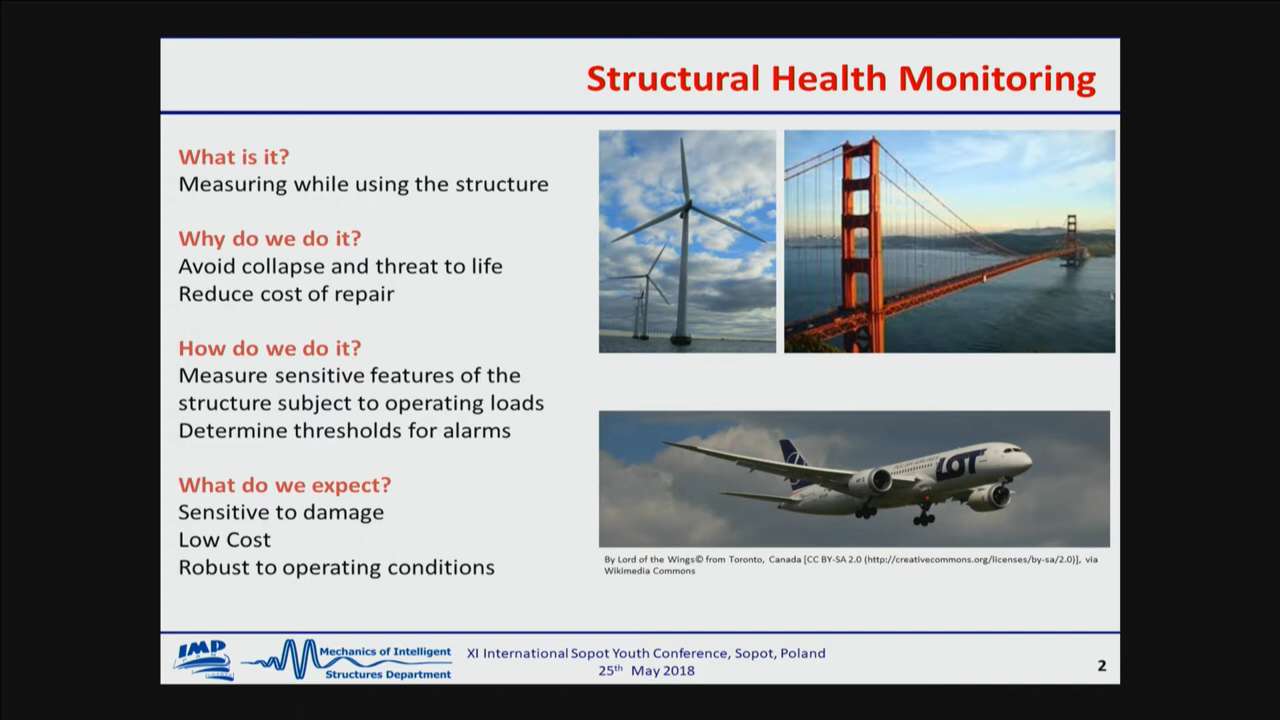 Structural Health Monitoring
What is it?
Measuring while using the structure
Why do we do it?
Avoid collapse and threat to life
Reduce cost of repair
How do we do it?
Measure sensitive features of the
structure subject to operating loads
Determine thresholds for alarms
What do we expect?
Sensitive to damage
Low Cost
Robust to operating conditions
LOT
By Lord of the Wings© from Toronto, Canada [CC BY-SA 2.0 (http://creativecommons.org/licenses/by-sa/2.0)], via
Wikimedia Commons
IMP
Mechanics of Intelligent
Structures Department
XI International Sopot Youth Conference, Sopot, Poland
25th May 2018
2